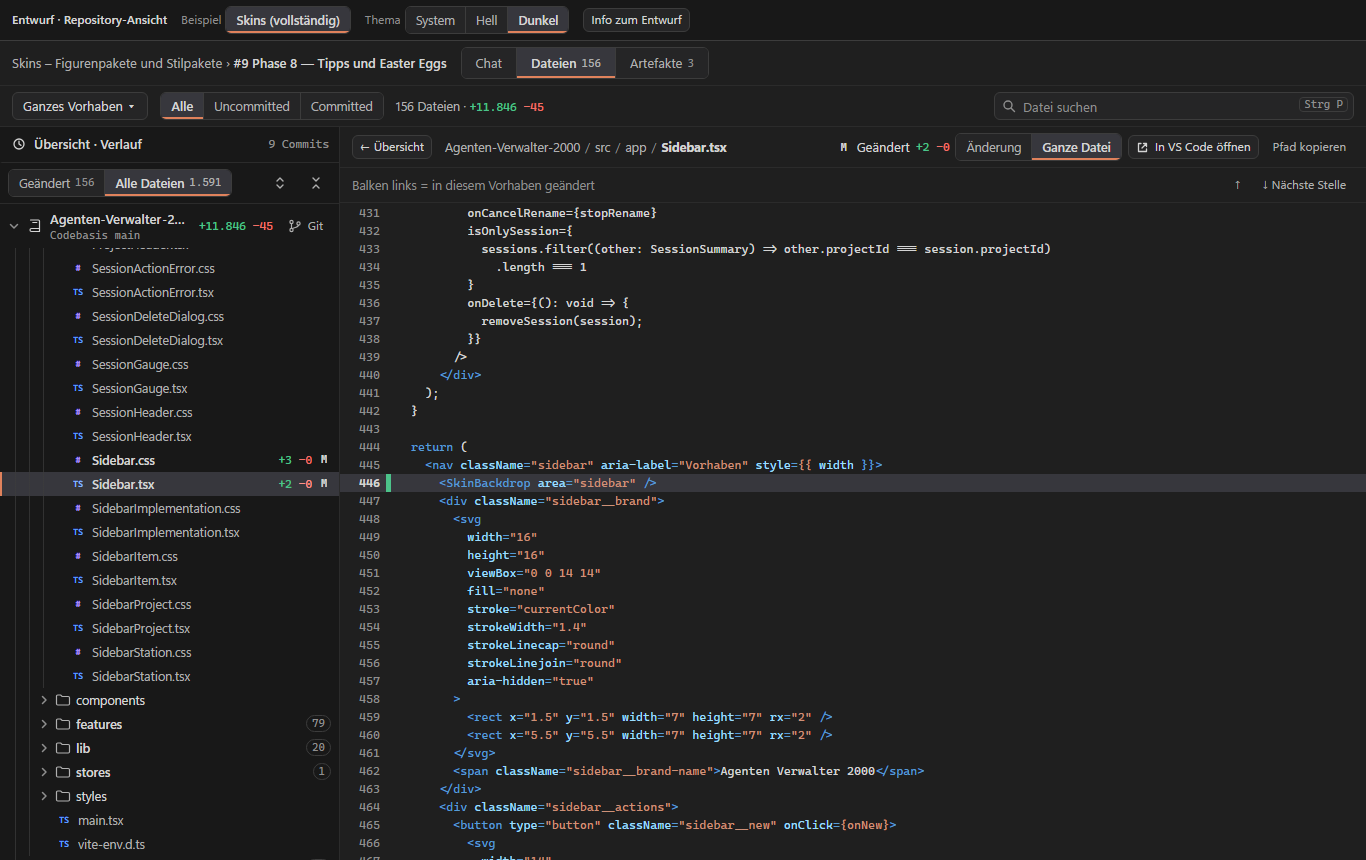 Entwurf · Repository-Ansicht Beispiel Skins (vollständig) Thema System Hell Dunkel Info zum Entwurf
Skins – Figurenpakete und Stilpakete › #9 Phase 8 — Tipps und Easter Eggs Chat Dateien 156 Artefakte 3
Ganzes Vorhaben Alle Uncommitted Committed 156 Dateien · +11.846 −45 Datei suchen Strg P
Übersicht · Verlauf 9 Commits
Geändert 156 Alle Dateien 1.591
Agenten-Verwalter-2... +11.846 −45 Git
Codebasis main
# SessionActionError.css
TS SessionActionError.tsx
# SessionDeleteDialog.css
TS SessionDeleteDialog.tsx
# SessionGauge.css
TS SessionGauge.tsx
# SessionHeader.css
TS SessionHeader.tsx
# Sidebar.css +3 −0 M
TS Sidebar.tsx +2 −0 M
# SidebarImplementation.css
TS SidebarImplementation.tsx
# SidebarItem.css
TS SidebarItem.tsx
# SidebarProject.css
TS SidebarProject.tsx
# SidebarStation.css
TS SidebarStation.tsx
components
features 79
lib 20
stores 1
styles
TS main.tsx
TS vite-env.d.ts
← Übersicht Agenten-Verwalter-2000 / src / app / Sidebar.tsx M Geändert +2 −0 Änderung Ganze Datei In VS Code öffnen Pfad kopieren
Balken links = in diesem Vorhaben geändert ↑ ↓ Nächste Stelle
431 onCancelRename={stopRename}
432 isOnlySession={
433 sessions.filter((other: SessionSummary) => other.projectId === session.projectId)
434 .length === 1
435 }
436 onDelete={(): void => {
437 removeSession(session);
438 }}
439 />
440 </div>
441 );
442 }
443
444 return (
445 <nav className="sidebar" aria-label="Vorhaben" style={{ width }}>
446 <SkinBackdrop area="sidebar" />
447 <div className="sidebar__brand">
448 <svg
449 width="16"
450 height="16"
451 viewBox="0 0 14 14"
452 fill="none"
453 stroke="currentColor"
454 strokeWidth="1.4"
455 strokeLinecap="round"
456 strokeLinejoin="round"
457 aria-hidden="true"
458 >
459 <rect x="1.5" y="1.5" width="7" height="7" rx="2" />
460 <rect x="5.5" y="5.5" width="7" height="7" rx="2" />
461 </svg>
462 <span className="sidebar__brand-name">Agenten Verwalter 2000</span>
463 </div>
464 <div className="sidebar__actions">
465 <button type="button" className="sidebar__new" onClick={onNew}>
466 <svg